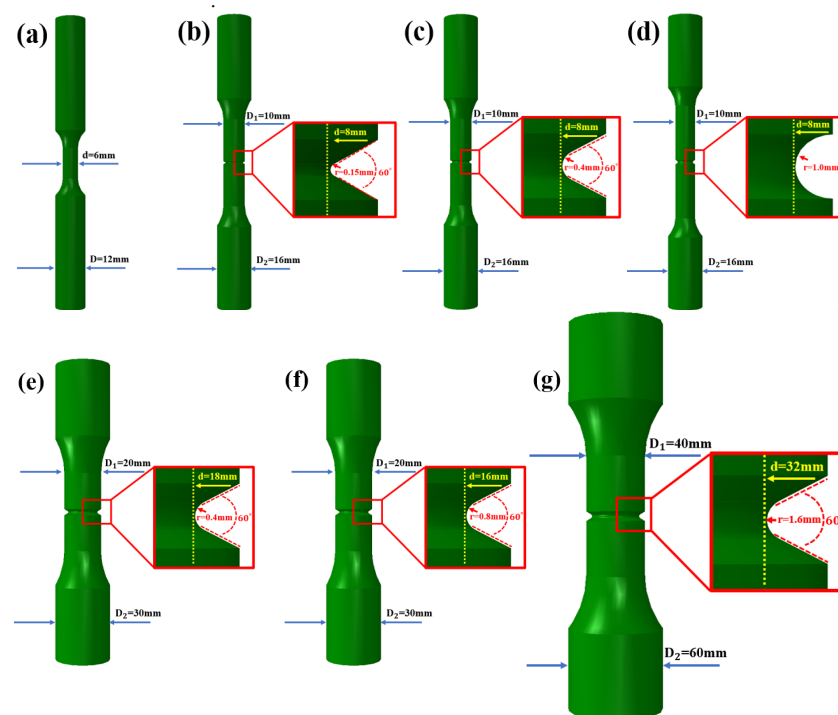 (a)
d=6mm
D=12mm
(b)
D₁=10mm
d=8mm
r=0.15mm
60°
D₂=16mm
(c)
D₁=10mm
d=8mm
r=0.4mm
60°
D₂=16mm
(d)
D₁=10mm
d=8mm
r=1.0mm
D₂=16mm
(e)
D₁=20mm
d=18mm
r=0.4mm
60°
D₂=30mm
(f)
D₁=20mm
d=16mm
r=0.8mm
60°
D₂=30mm
(g)
D₁=40mm
d=32mm
r=1.6mm
60
D₂=60mm